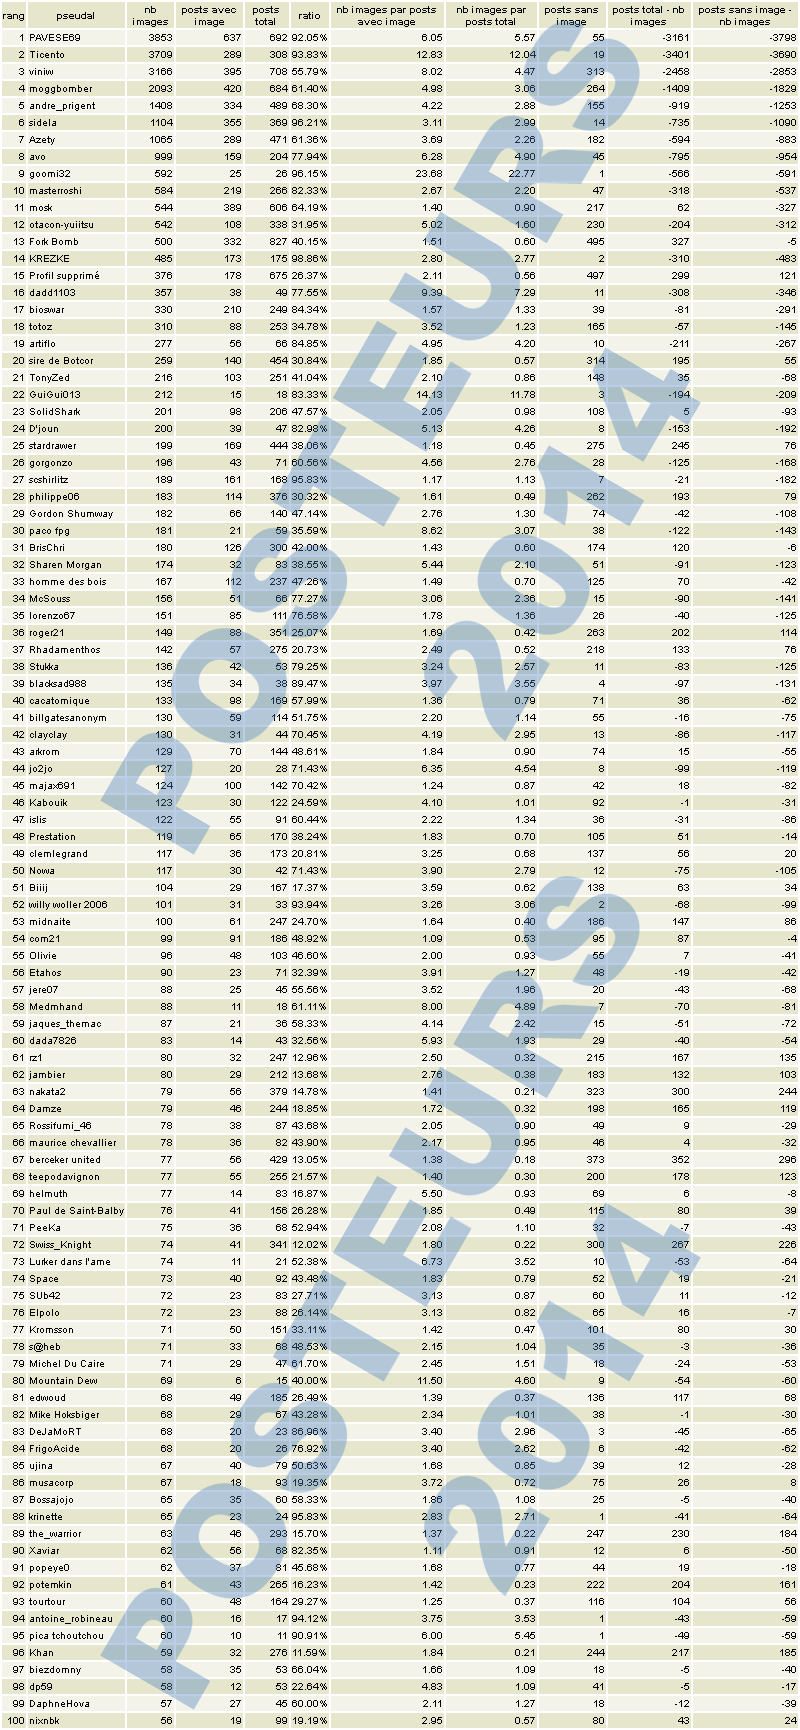 rang pseudal nb images posts avec image posts total ratio nb images par posts avec image nb images par posts total posts sans image posts total - nb images posts sans image - nb images
1 PAVESE69 3853 637 692 92.05% 6.05 5.57 55 -3161 -3798
2 Ticento 3709 289 308 93.83% 12.83 12.04 19 -3401 -3690
3 viniw 3166 395 708 55.79% 8.02 4.47 313 -2458 -2853
4 moggbomber 2093 420 684 61.40% 4.98 3.06 264 -1409 -1829
5 andre_prigent 1408 334 489 68.30% 4.22 2.88 155 -919 -1253
6 sidela 1104 355 369 96.21% 3.11 2.99 14 -735 -1090
7 Azety 1065 289 471 61.36% 3.69 2.26 182 -594 -883
8 avo 999 159 204 77.94% 6.28 4.90 45 -795 -954
9 goomi32 592 25 26 96.15% 23.68 22.77 1 -566 -591
10 masterroshi 584 219 266 82.33% 2.67 2.20 47 -318 -537
11 mosk 544 389 606 64.19% 1.40 0.90 217 62 -327
12 otacon-yuiitsu 542 108 338 31.95% 5.02 1.60 230 -204 -312
13 Fork Bomb 500 332 827 40.15% 1.51 0.60 495 327 -5
14 KREZKE 485 173 175 98.86% 2.80 2.77 2 -310 -483
15 Profil supprimé 376 178 675 26.37% 2.11 0.56 497 299 121
16 dadd1103 357 38 49 77.55% 9.39 7.29 11 -308 -346
17 bioswar 330 210 249 84.34% 1.57 1.33 39 -81 -291
18 totoz 310 88 253 34.78% 3.52 1.23 165 -57 -145
19 artiflo 277 56 66 84.85% 4.95 4.20 10 -211 -267
20 sire de Botcor 259 140 454 30.84% 1.85 0.57 314 195 55
21 TonyZed 216 103 251 41.04% 2.10 0.86 148 35 -68
22 GuiGui013 212 15 18 83.33% 14.13 11.78 3 -194 -209
23 SolidShark 201 98 206 47.57% 2.05 0.98 108 5 -93
24 D'joun 200 39 47 82.98% 5.13 4.26 8 -153 -192
25 stardrawer 199 169 444 38.06% 1.18 0.45 275 245 76
26 gorgonzo 196 43 71 60.56% 4.56 2.76 28 -125 -168
27 scshirlitz 189 161 168 95.83% 1.17 1.13 7 -21 -182
28 philippe06 183 114 376 30.32% 1.61 0.49 262 193 79
29 Gordon Shumway 182 66 140 47.14% 2.76 1.30 74 -42 -108
30 paco fpg 181 21 59 35.59% 8.62 3.07 38 -122 -143
31 BrisChri 180 126 300 42.00% 1.43 0.60 174 120 -6
32 Sharen Morgan 174 32 83 38.55% 5.44 2.10 51 -91 -123
33 homme des bois 167 112 237 47.26% 1.49 0.70 125 70 -42
34 McSouss 156 51 66 77.27% 3.06 2.36 15 -90 -141
35 lorenzo67 151 85 111 76.58% 1.78 1.36 26 -40 -125
36 roger21 149 88 351 25.07% 1.69 0.42 263 202 114
37 Rhadamenthos 142 57 275 20.73% 2.49 0.52 218 133 76
38 Stukka 136 42 53 79.25% 3.24 2.57 11 -83 -125
39 blacksad988 135 34 38 89.47% 3.97 3.55 4 -97 -131
40 cacatomique 133 98 169 57.99% 1.36 0.79 71 36 -62
41 billgatesanonym 130 59 114 51.75% 2.20 1.14 55 -16 -75
42 clayclay 130 31 44 70.45% 4.19 2.95 13 -86 -117
43 arkrom 129 70 144 48.61% 1.84 0.90 74 15 -55
44 jo2jo 127 20 28 71.43% 6.35 4.54 8 -99 -119
45 majax691 124 100 142 70.42% 1.24 0.87 42 18 -82
46 Kabouik 123 30 122 24.59% 4.10 1.01 92 -1 -31
47 islis 122 55 91 60.44% 2.22 1.34 36 -31 -86
48 Prestation 119 65 170 38.24% 1.83 0.70 105 51 -14
49 clemlegrand 117 36 173 20.81% 3.25 0.68 137 56 20
50 Nowa 117 30 42 71.43% 3.90 2.79 12 -75 -105
51 Biiij 104 29 167 17.37% 3.59 0.62 138 63 34
52 willy woller 2006 101 31 33 93.94% 3.26 3.06 2 -68 -99
53 midnaite 100 61 247 24.70% 1.64 0.40 186 147 86
54 com21 99 91 186 48.92% 1.09 0.53 95 87 -4
55 Olivie 96 48 103 46.60% 2.00 0.93 55 7 -41
56 Etahos 90 23 71 32.39% 3.91 1.27 48 -19 -42
57 jere07 88 25 45 55.56% 3.52 1.96 20 -43 -68
58 Medmhand 88 11 18 61.11% 8.00 4.89 7 -70 -81
59 jaques_themac 87 21 36 58.33% 4.14 2.42 15 -51 -72
60 dada7826 83 14 43 32.56% 5.93 1.93 29 -40 -54
61 rz1 80 32 247 12.96% 2.50 0.32 215 167 135
62 jambier 80 29 212 13.68% 2.76 0.38 183 132 103
63 nakata2 79 56 379 14.78% 1.41 0.21 323 300 244
64 Damze 79 46 244 18.85% 1.72 0.32 198 165 119
65 Rossifumi_46 78 38 87 43.68% 2.05 0.90 49 9 -29
66 maurice chevallier 78 36 82 43.90% 2.17 0.95 46 4 -32
67 berceker united 77 56 429 13.05% 1.38 0.18 373 352 296
68 teepodavignon 77 55 255 21.57% 1.40 0.30 200 178 123
69 helmuth 77 14 83 16.87% 5.50 0.93 69 6 -8
70 Paul de Saint-Balby 76 41 156 26.28% 1.85 0.49 115 80 39
71 PeeKa 75 36 68 52.94% 2.08 1.10 32 -7 -43
72 Swiss_Knight 74 41 341 12.02% 1.80 0.22 300 267 226
73 Lurker dans l'ame 74 11 21 52.38% 6.73 3.52 10 -53 -64
74 Space 73 40 92 43.48% 1.83 0.79 52 19 -21
75 SUb42 72 23 83 27.71% 3.13 0.87 60 11 -12
76 Elpolo 72 23 88 26.14% 3.13 0.82 65 16 -7
77 Kromsson 71 50 151 33.11% 1.42 0.47 101 80 30
78 s@heb 71 33 68 48.53% 2.15 1.04 35 -3 -36
79 Michel Du Caire 71 29 47 61.70% 2.45 1.51 18 -24 -53
80 Mountain Dew 69 6 15 40.00% 11.50 4.60 9 -54 -60
81 edwoud 68 49 185 26.49% 1.39 0.37 136 117 68
82 Mike Hoksbiger 68 29 67 43.28% 2.34 1.01 38 -1 -30
83 DeJaMoRT 68 20 23 86.96% 3.40 2.96 3 -45 -65
84 FrigoAcide 68 20 26 76.92% 3.40 2.62 6 -42 -62
85 ujina 67 40 79 50.63% 1.68 0.85 39 12 -28
86 musacorp 67 18 93 19.35% 3.72 0.72 75 26 8
87 Bossajojo 65 35 60 58.33% 1.86 1.08 25 -5 -40
88 krinette 65 23 24 95.83% 2.83 2.71 1 -41 -64
89 the_warrior 63 46 293 15.70% 1.37 0.22 247 230 184
90 Xaviar 62 56 68 82.35% 1.11 0.91 12 6 -50
91 popeye0 62 37 81 45.68% 1.68 0.77 44 19 -18
92 potemkin 61 43 265 16.23% 1.42 0.23 222 204 161
93 tourtour 60 48 164 29.27% 1.25 0.37 116 104 56
94 antoine_robineau 60 16 17 94.12% 3.75 3.53 1 -43 -59
95 pica tchoutchou 60 10 11 90.91% 6.00 5.45 1 -49 -59
96 Khan 59 32 276 11.59% 1.84 0.21 244 217 185
97 biezdomny 58 35 53 66.04% 1.66 1.09 18 -5 -40
98 dp59 58 12 53 22.64% 4.83 1.09 41 -5 -17
99 DaphneHova 57 27 45 60.00% 2.11 1.27 18 -12 -39
100 nixnbk 56 19 99 19.19% 2.95 0.57 80 43 24
POSTEURS
2014
POSTEURS
2014